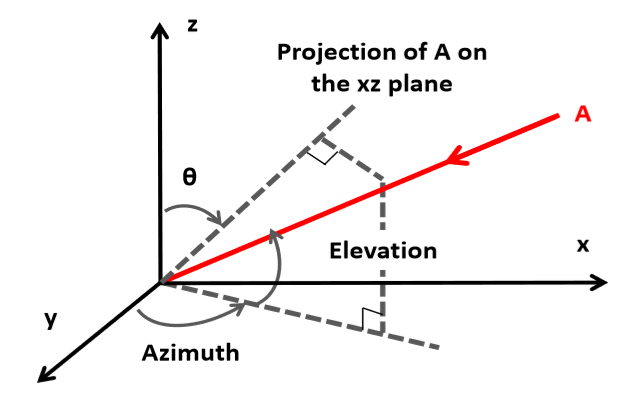 z
Projection of A on
the xz plane
A
θ
Elevation
x
y
Azimuth